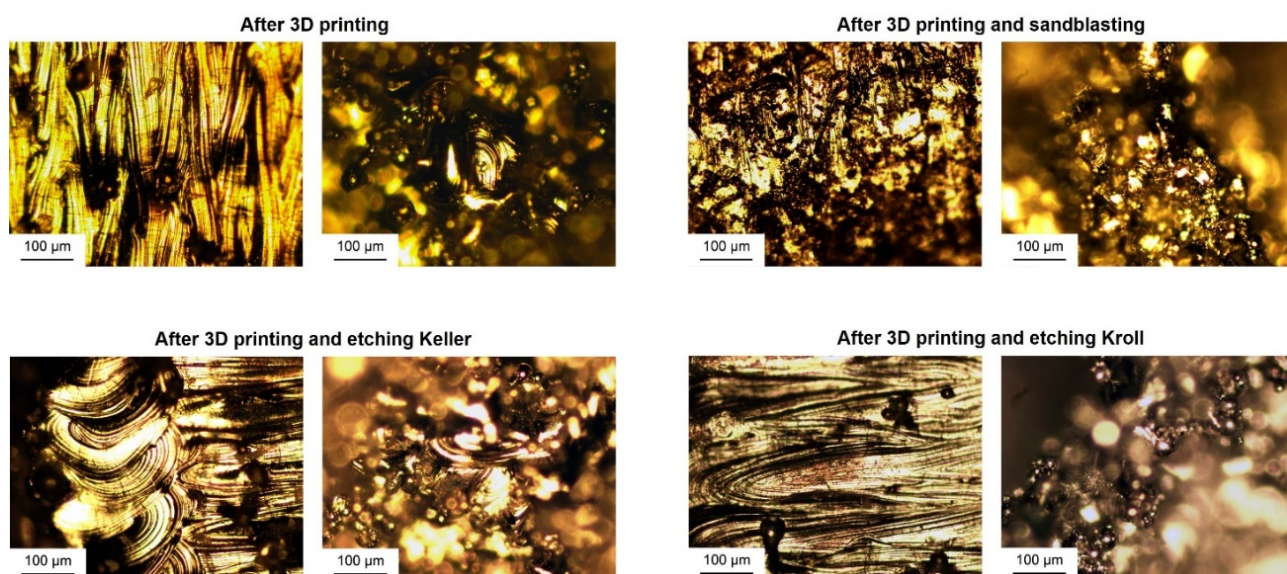 After 3D printing
After 3D printing and sandblasting
100 µm
100 µm
100 µm
100 µm
After 3D printing and etching Keller
After 3D printing and etching Kroll
100 µm
100 µm
100 µm
100 µm